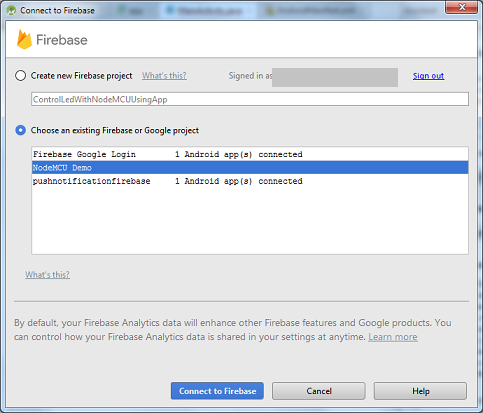 Connect to Firebase
Firebase
Create new Firebase project What's this? Signed in as Sign out
ControlLedWithNodeMCUUsingApp
Choose an existing Firebase or Google project
Firebase Google Login 1 Android app(s) connected
NodeMCU Demo
pushnotificationfirebase 1 Android app(s) connected
What's this?
By default, your Firebase Analytics data will enhance other Firebase features and Google products. You
can control how your Firebase Analytics data is shared in your settings at anytime. Learn more
Connect to Firebase Cancel Help